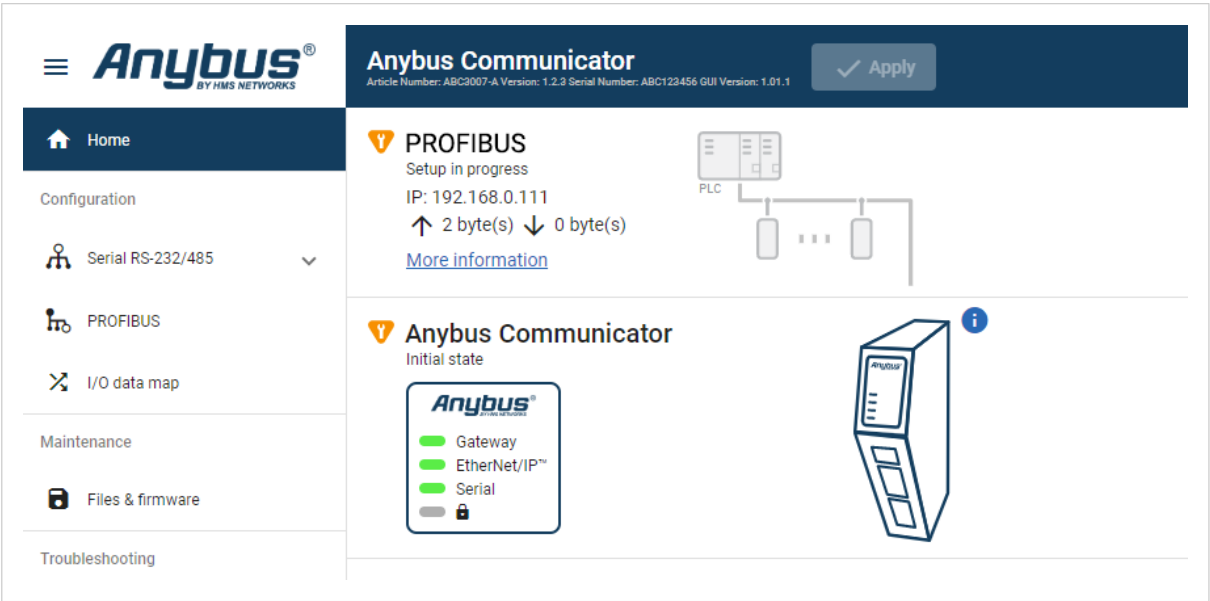 Anybus®
BY HMS NETWORKS
Anybus Communicator
Article Number: ABC3007-A Version: 1.2.3 Serial Number: ABC123456 GUI Version: 1.01.1
Apply
Home
Configuration
Serial RS-232/485
PROFIBUS
I/O data map
Maintenance
Files & firmware
Troubleshooting
PROFIBUS
Setup in progress
IP: 192.168.0.111
2 byte(s) 0 byte(s)
More information
PLC
Anybus Communicator
Initial state
Anybus®
BY HMS NETWORKS
Gateway
EtherNet/IP™
Serial
Anybus®
i